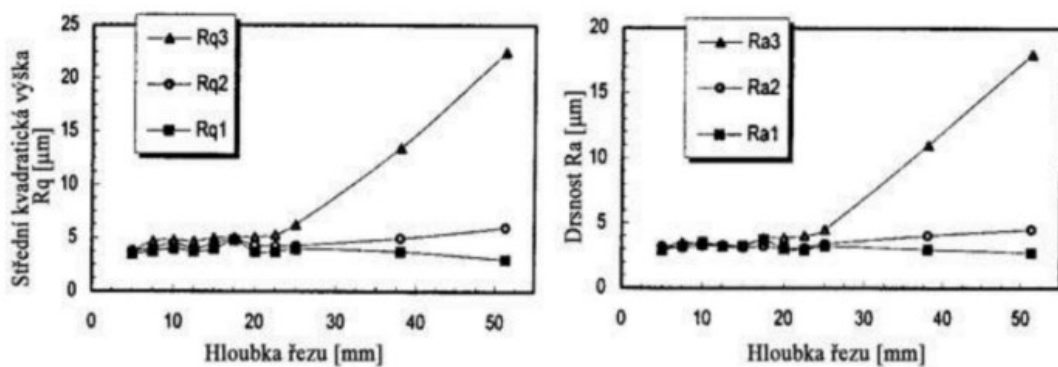 Střední kvadratická výška
Rq [µm]
25
20
15
10
5
0
Rq3
Rq2
Rq1
0 10 20 30 40 50
Hloubka řezu [mm]
Drsnost Ra [µm]
20
15
10
5
0
Ra3
Ra2
Ra1
0 10 20 30 40 50
Hloubka řezu [mm]